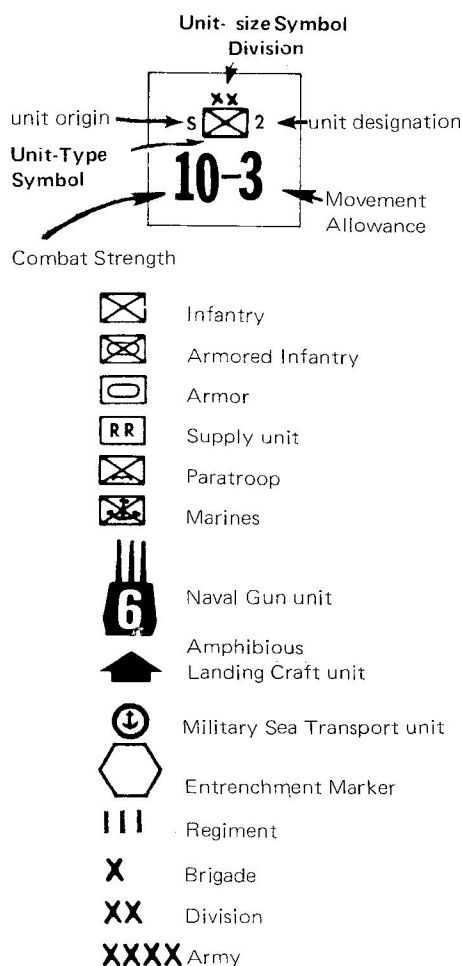 Unit- size Symbol
Division
XX
unit origin
S
2
unit designation
Unit-Type
Symbol
10-3
Movement
Allowance
Combat Strength
Infantry
Armored Infantry
Armor
RR
Supply unit
Paratroop
Marines
6
Naval Gun unit
Amphibious
Landing Craft unit
Military Sea Transport unit
Entrenchment Marker
III
Regiment
X
Brigade
XX
Division
XXXX
Army